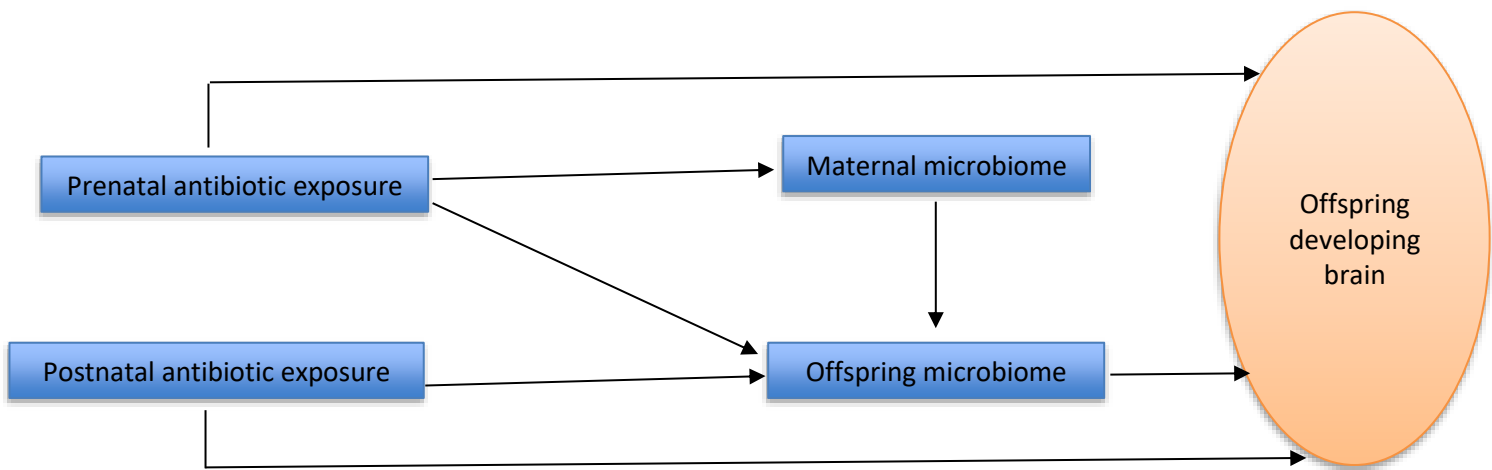 Prenatal antibiotic exposure
Maternal microbiome
Offspring
developing
brain
Postnatal antibiotic exposure
Offspring microbiome